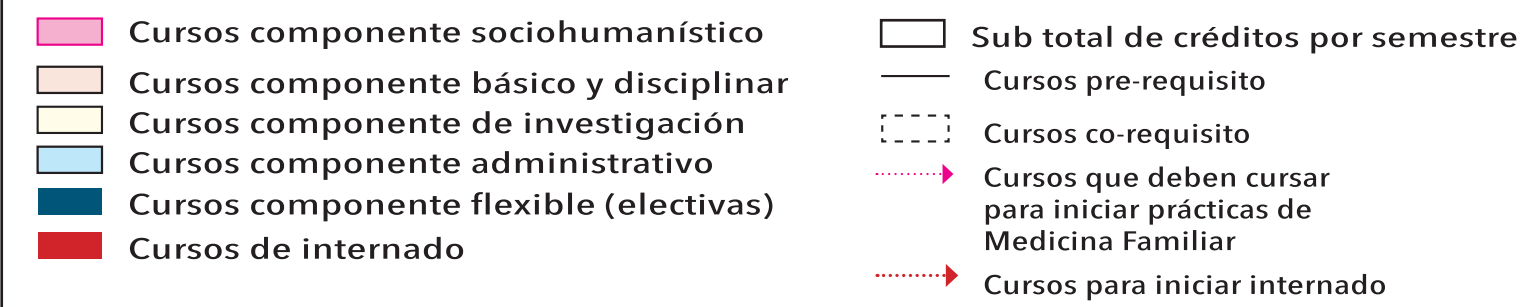 Cursos componente sociohumanístico
Cursos componente básico y disciplinar
Cursos componente de investigación
Cursos componente administrativo
Cursos componente flexible (electivas)
Cursos de internado
Sub total de créditos por semestre
Cursos pre-requisito
Cursos co-requisito
Cursos que deben cursar
para iniciar prácticas de
Medicina Familiar
Cursos para iniciar internado